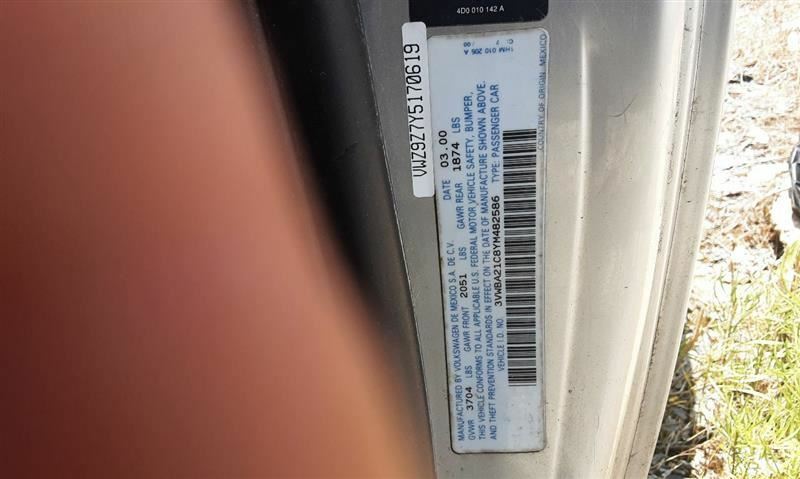 4D0 010 142 A
VWZ9Z7Y5170619
MANUFACTURED BY VOLKSWAGEN DE MEXICO S.A. DE C.V. DATE 03.00
GVWR 3704 LBS GAWR FRONT 2051 LBS GAWR REAR 1874 LBS
THIS VEHICLE CONFORMS TO ALL APPLICABLE U.S. FEDERAL MOTOR VEHICLE SAFETY, BUMPER,
AND THEFT PREVENTION STANDARDS IN EFFECT ON THE DATE OF MANUFACTURE SHOWN ABOVE.
VEHICLE I.D. NO. 3VWBA21C8YM482586 TYPE: PASSENGER CAR
COUNTRY OF ORIGIN: MEXICO
1HM 010 205 A